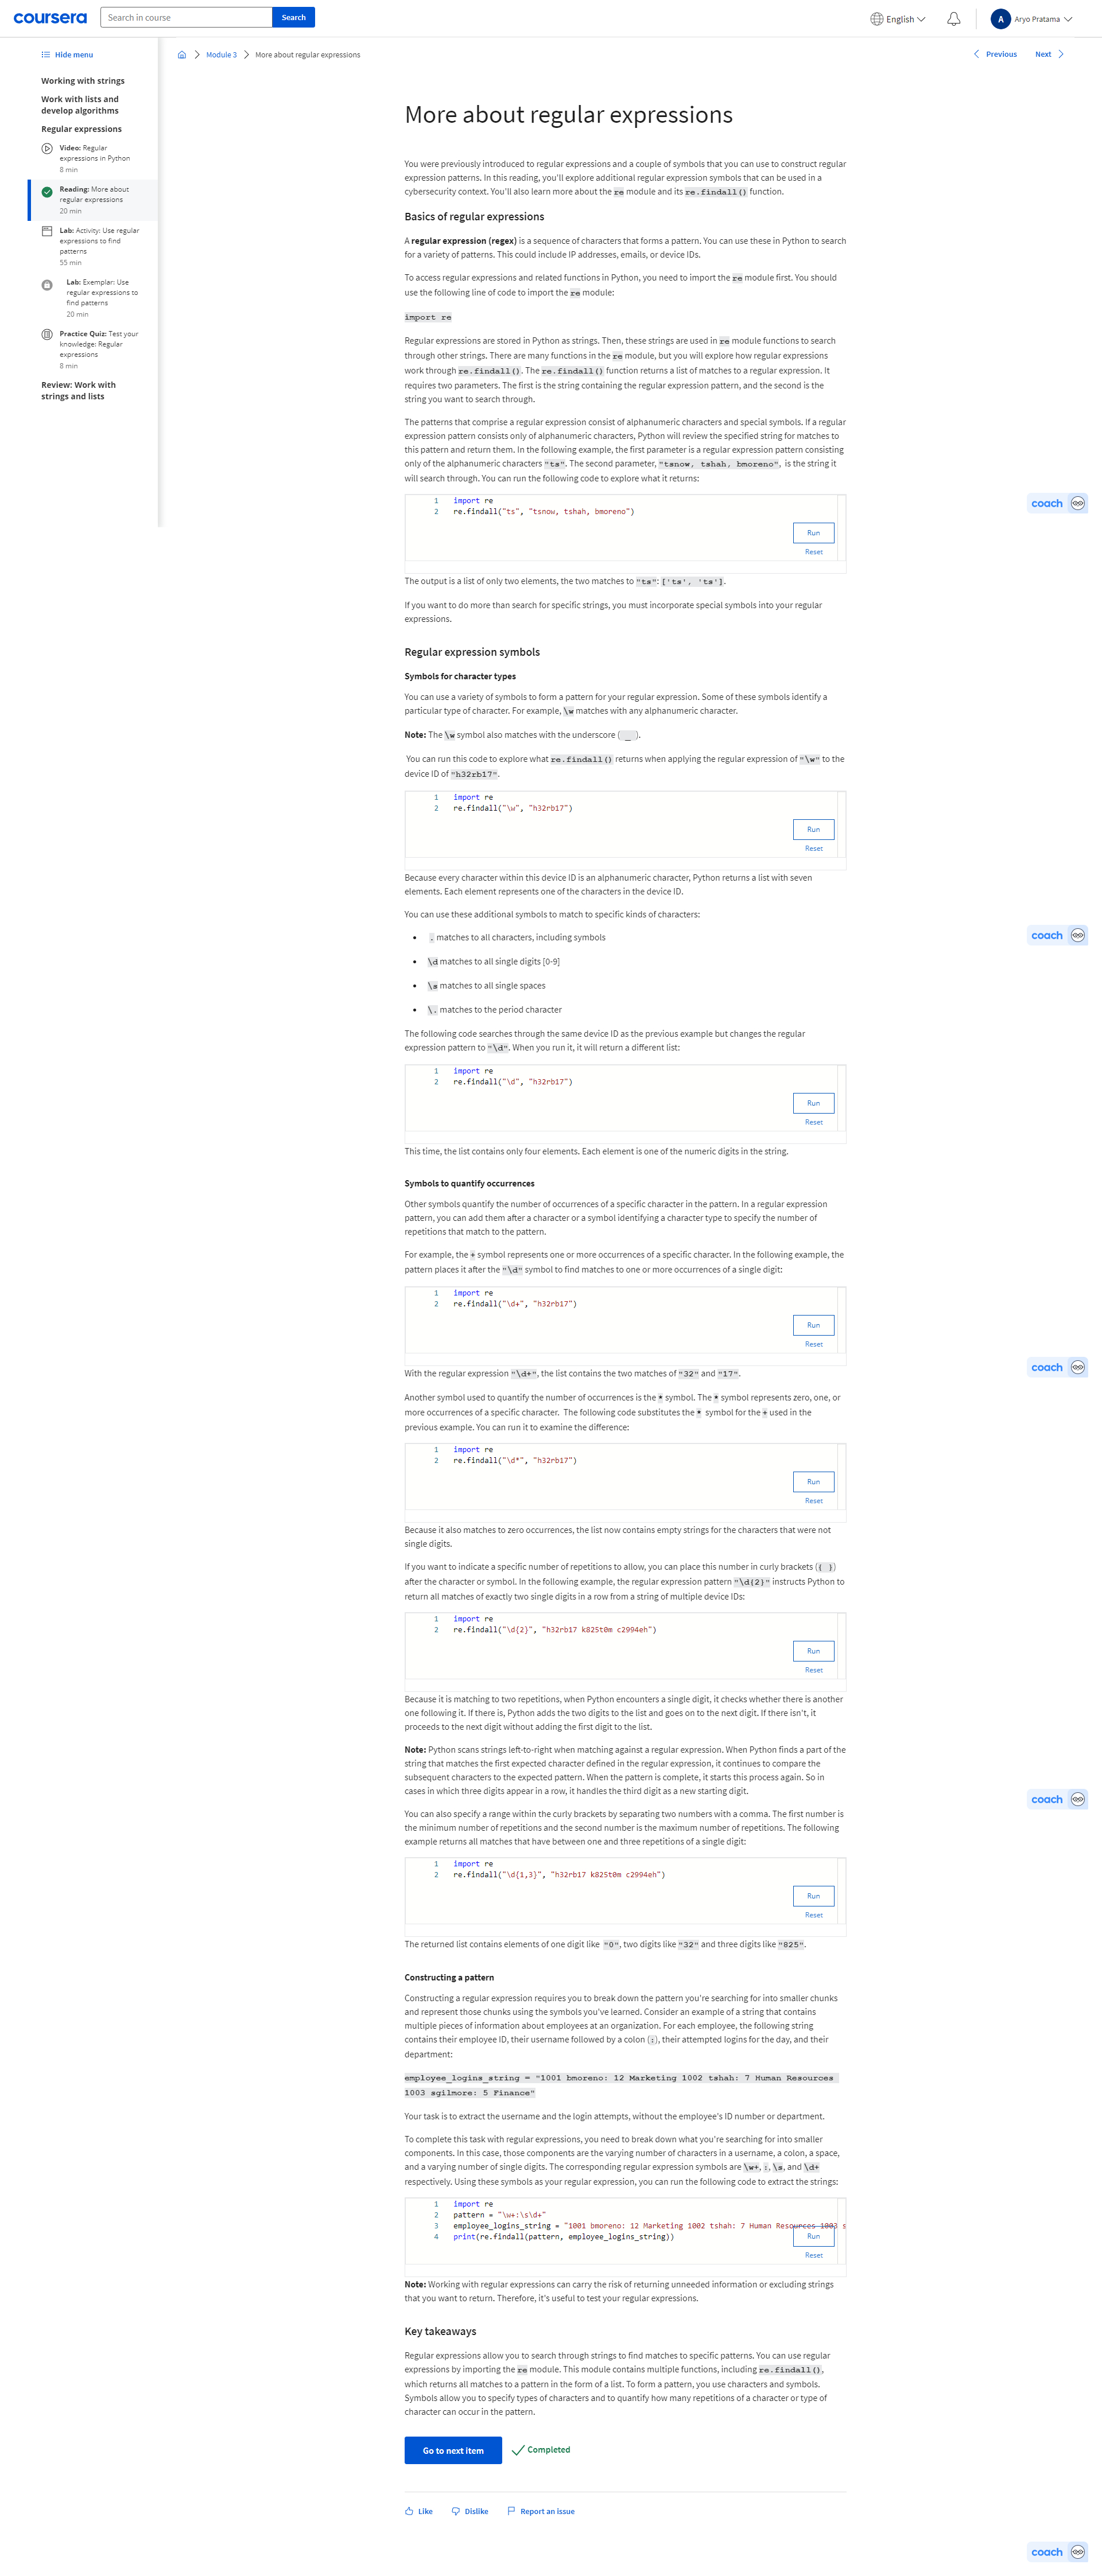 coursera
Search in course
Search
English
A
Aryo Pratama
Hide menu
Working with strings
Work with lists and
develop algorithms
Regular expressions
Video: Regular
expressions in Python
8 min
Reading: More about
regular expressions
20 min
Lab: Activity: Use regular
expressions to find
patterns
55 min
Lab: Exemplar: Use
regular expressions to
find patterns
20 min
Practice Quiz: Test your
knowledge: Regular
expressions
8 min
Review: Work with
strings and lists
Module 3
More about regular expressions
Previous
Next
More about regular expressions
You were previously introduced to regular expressions and a couple of symbols that you can use to construct regular
expression patterns. In this reading, you'll explore additional regular expression symbols that can be used in a
cybersecurity context. You'll also learn more about the re module and its re.findall() function.
Basics of regular expressions
A regular expression (regex) is a sequence of characters that forms a pattern. You can use these in Python to search
for a variety of patterns. This could include IP addresses, emails, or device IDs.
To access regular expressions and related functions in Python, you need to import the re module first. You should
use the following line of code to import the re module:
import re
Regular expressions are stored in Python as strings. Then, these strings are used in re module functions to search
through other strings. There are many functions in the re module, but you will explore how regular expressions
work through re.findall(). The re.findall() function returns a list of matches to a regular expression. It
requires two parameters. The first is the string containing the regular expression pattern, and the second is the
string you want to search through.
The patterns that comprise a regular expression consist of alphanumeric characters and special symbols. If a regular
expression pattern consists only of alphanumeric characters, Python will review the specified string for matches to
this pattern and return them. In the following example, the first parameter is a regular expression pattern consisting
only of the alphanumeric characters "ts". The second parameter, "tsnow, tshah, bmoreno", is the string it
will search through. You can run the following code to explore what it returns:
1 import re
2 re.findall("ts", "tsnow, tshah, bmoreno")
Run
Reset
coach
The output is a list of only two elements, the two matches to "ts": ['ts', 'ts'].
If you want to do more than search for specific strings, you must incorporate special symbols into your regular
expressions.
Regular expression symbols
Symbols for character types
You can use a variety of symbols to form a pattern for your regular expression. Some of these symbols identify a
particular type of character. For example, \w matches with any alphanumeric character.
Note: The \w symbol also matches with the underscore ( _ ).
You can run this code to explore what re.findall() returns when applying the regular expression of "\w" to the
device ID of "h32rb17".
1 import re
2 re.findall("\w", "h32rb17")
Run
Reset
Because every character within this device ID is an alphanumeric character, Python returns a list with seven
elements. Each element represents one of the characters in the device ID.
You can use these additional symbols to match to specific kinds of characters:
coach
• . matches to all characters, including symbols
• \d matches to all single digits [0-9]
• \s matches to all single spaces
• \. matches to the period character
The following code searches through the same device ID as the previous example but changes the regular
expression pattern to "\d". When you run it, it will return a different list:
1 import re
2 re.findall("\d", "h32rb17")
Run
Reset
This time, the list contains only four elements. Each element is one of the numeric digits in the string.
Symbols to quantify occurrences
Other symbols quantify the number of occurrences of a specific character in the pattern. In a regular expression
pattern, you can add them after a character or a symbol identifying a character type to specify the number of
repetitions that match to the pattern.
For example, the + symbol represents one or more occurrences of a specific character. In the following example, the
pattern places it after the "\d" symbol to find matches to one or more occurrences of a single digit:
1 import re
2 re.findall("\d+", "h32rb17")
Run
Reset
coach
With the regular expression "\d+", the list contains the two matches of "32" and "17".
Another symbol used to quantify the number of occurrences is the * symbol. The * symbol represents zero, one, or
more occurrences of a specific character. The following code substitutes the * symbol for the + used in the
previous example. You can run it to examine the difference:
1 import re
2 re.findall("\d*", "h32rb17")
Run
Reset
Because it also matches to zero occurrences, the list now contains empty strings for the characters that were not
single digits.
If you want to indicate a specific number of repetitions to allow, you can place this number in curly brackets ({ })
after the character or symbol. In the following example, the regular expression pattern "\d{2}" instructs Python to
return all matches of exactly two single digits in a row from a string of multiple device IDs:
1 import re
2 re.findall("\d{2}", "h32rb17 k825t0m c2994eh")
Run
Reset
Because it is matching to two repetitions, when Python encounters a single digit, it checks whether there is another
one following it. If there is, Python adds the two digits to the list and goes on to the next digit. If there isn't, it
proceeds to the next digit without adding the first digit to the list.
Note: Python scans strings left-to-right when matching against a regular expression. When Python finds a part of the
string that matches the first expected character defined in the regular expression, it continues to compare the
subsequent characters to the expected pattern. When the pattern is complete, it starts this process again. So in
cases in which three digits appear in a row, it handles the third digit as a new starting digit.
coach
You can also specify a range within the curly brackets by separating two numbers with a comma. The first number is
the minimum number of repetitions and the second number is the maximum number of repetitions. The following
example returns all matches that have between one and three repetitions of a single digit:
1 import re
2 re.findall("\d{1,3}", "h32rb17 k825t0m c2994eh")
Run
Reset
The returned list contains elements of one digit like "0", two digits like "32" and three digits like "825".
Constructing a pattern
Constructing a regular expression requires you to break down the pattern you're searching for into smaller chunks
and represent those chunks using the symbols you've learned. Consider an example of a string that contains
multiple pieces of information about employees at an organization. For each employee, the following string
contains their employee ID, their username followed by a colon (:), their attempted logins for the day, and their
department:
employee_logins_string = "1001 bmoreno: 12 Marketing 1002 tshah: 7 Human Resources
1003 sgilmore: 5 Finance"
Your task is to extract the username and the login attempts, without the employee's ID number or department.
To complete this task with regular expressions, you need to break down what you're searching for into smaller
components. In this case, those components are the varying number of characters in a username, a colon, a space,
and a varying number of single digits. The corresponding regular expression symbols are \w+, :, \s, and \d+
respectively. Using these symbols as your regular expression, you can run the following code to extract the strings:
1 import re
2 pattern = "\w+:\s\d+"
3 employee_logins_string = "1001 bmoreno: 12 Marketing 1002 tshah: 7 Human Resources 1003 s
4 print(re.findall(pattern, employee_logins_string))
Run
Reset
Note: Working with regular expressions can carry the risk of returning unneeded information or excluding strings
that you want to return. Therefore, it's useful to test your regular expressions.
Key takeaways
Regular expressions allow you to search through strings to find matches to specific patterns. You can use regular
expressions by importing the re module. This module contains multiple functions, including re.findall(),
which returns all matches to a pattern in the form of a list. To form a pattern, you use characters and symbols.
Symbols allow you to specify types of characters and to quantify how many repetitions of a character or type of
character can occur in the pattern.
Go to next item
Completed
Like
Dislike
Report an issue
coach